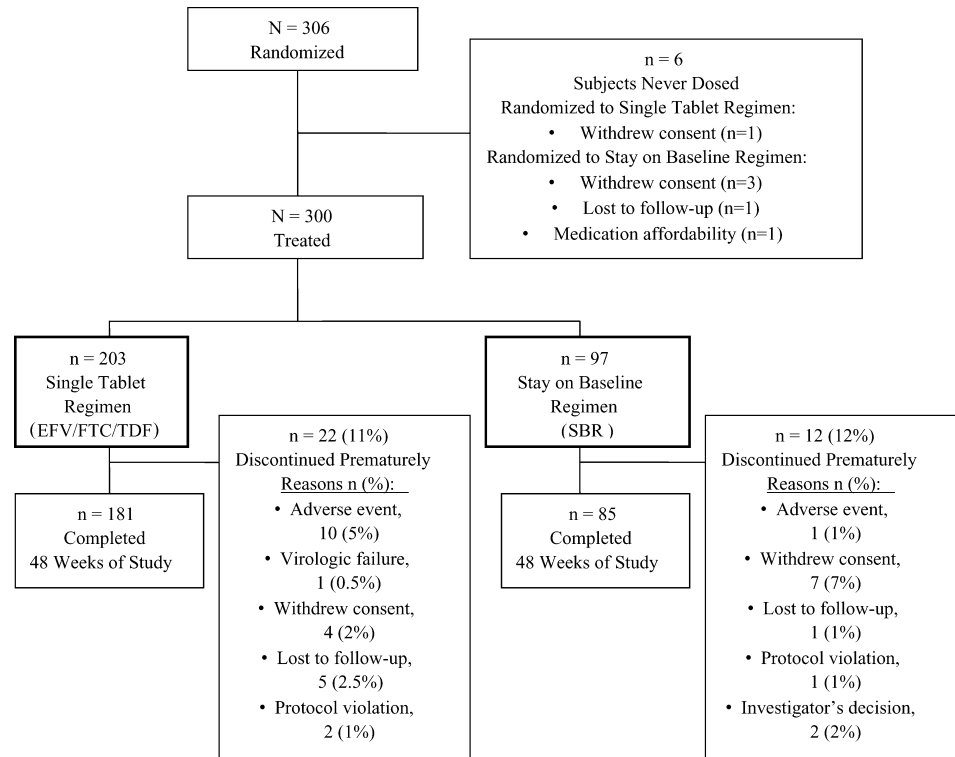 N = 306
Randomized
n = 6
Subjects Never Dosed
Randomized to Single Tablet Regimen:
• Withdrew consent (n=1)
Randomized to Stay on Baseline Regimen:
• Withdrew consent (n=3)
• Lost to follow-up (n=1)
• Medication affordability (n=1)
N = 300
Treated
n = 203
Single Tablet
Regimen
(EFV/FTC/TDF)
n = 97
Stay on Baseline
Regimen
(SBR )
n = 22 (11%)
Discontinued Prematurely
Reasons n (%):
• Adverse event,
10 (5%)
• Virologic failure,
1 (0.5%)
• Withdrew consent,
4 (2%)
• Lost to follow-up,
5 (2.5%)
• Protocol violation,
2 (1%)
n = 12 (12%)
Discontinued Prematurely
Reasons n (%):
• Adverse event,
1 (1%)
• Withdrew consent,
7 (7%)
• Lost to follow-up,
1 (1%)
• Protocol violation,
1 (1%)
• Investigator's decision,
2 (2%)
n = 181
Completed
48 Weeks of Study
n = 85
Completed
48 Weeks of Study